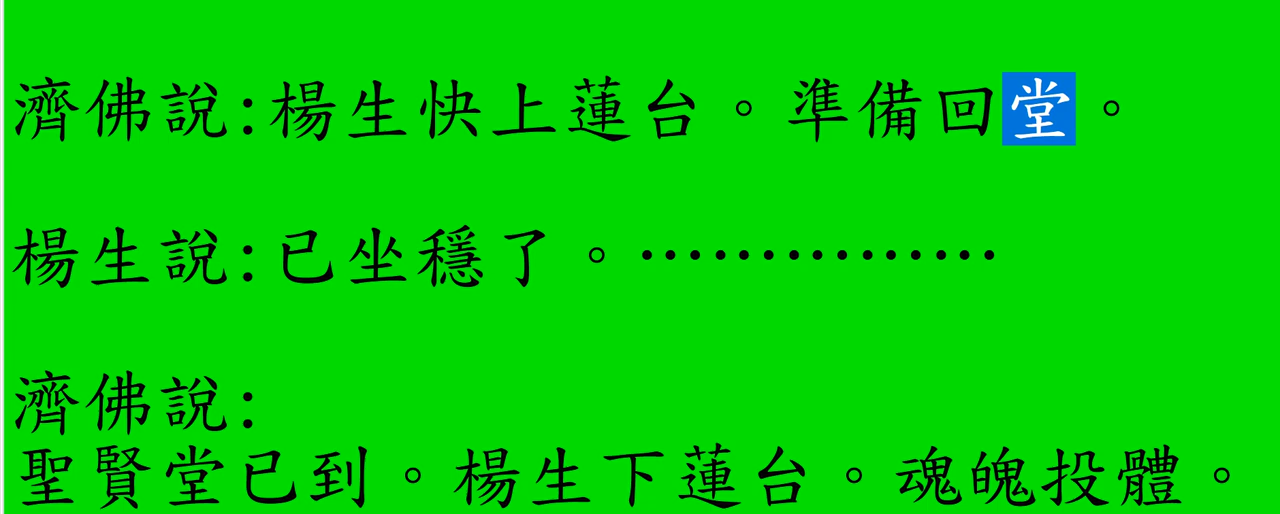 濟佛說:楊生快上蓮台。準備回堂。
楊生說:已坐穩了。……………
濟佛說:
聖賢堂已到。楊生下蓮台。魂魄投體。